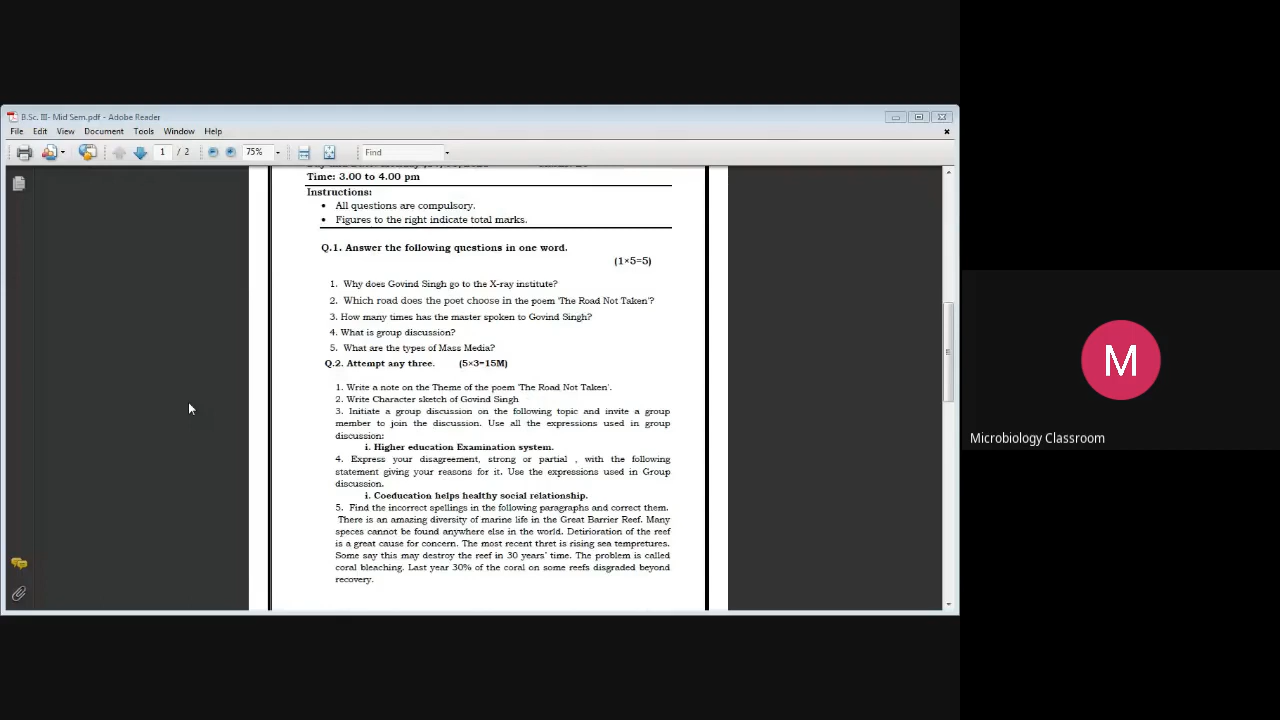 B.Sc. III- Mid Sem.pdf - Adobe Reader
File Edit View Document Tools Window Help
1 / 2 75% Find
Time: 3.00 to 4.00 pm
Instructions:
• All questions are compulsory.
• Figures to the right indicate total marks.
Q.1. Answer the following questions in one word.
(1×5=5)
1. Why does Govind Singh go to the X-ray institute?
2. Which road does the poet choose in the poem 'The Road Not Taken'?
3. How many times has the master spoken to Govind Singh?
4. What is group discussion?
5. What are the types of Mass Media?
Q.2. Attempt any three. (5×3=15M)
1. Write a note on the Theme of the poem 'The Road Not Taken'.
2. Write Character sketch of Govind Singh
3. Initiate a group discussion on the following topic and invite a group
member to join the discussion. Use all the expressions used in group
discussion:
i. Higher education Examination system.
4. Express your disagreement, strong or partial , with the following
statement giving your reasons for it. Use the expressions used in Group
discussion.
i. Coeducation helps healthy social relationship.
5. Find the incorrect spellings in the following paragraphs and correct them.
There is an amazing diversity of marine life in the Great Barrier Reef. Many
speces cannot be found anywhere else in the world. Detirioration of the reef
is a great cause for concern. The most recent thret is rising sea tempretures.
Some say this may destroy the reef in 30 years' time. The problem is called
coral bleaching. Last year 30% of the coral on some reefs disgraded beyond
recovery.
M
Microbiology Classroom